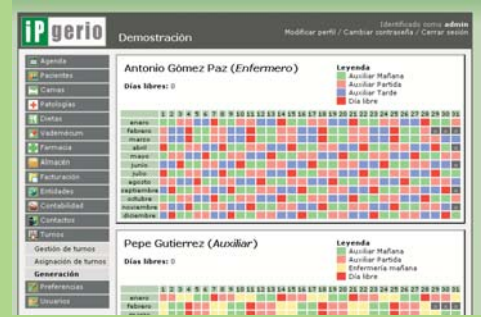 iP gerio
Demostración
Identificado como admin
Modificar perfil / Cambiar contraseña / Cerrar sesión
Agenda
Pacientes
Camas
Patologías
Dietas
Vademécum
Farmacia
Almacén
Facturación
Entidades
Contabilidad
Contactos
Turnos
Gestión de turnos
Asignación de turnos
Generación
Preferencias
Usuarios
Antonio Gómez Paz (Enfermero)
Días libres: 0
Leyenda
Auxiliar Mañana
Auxiliar Partida
Auxiliar Tarde
Día libre
1 2 3 4 5 6 7 8 9 10 11 12 13 14 15 16 17 18 19 20 21 22 23 24 25 26 27 28 29 30 31
enero
febrero
marzo
abril
mayo
junio
julio
agosto
septiembre
octubre
noviembre
diciembre
Pepe Gutierrez (Auxiliar)
Días libres: 0
Leyenda
Auxiliar Mañana
Auxiliar Partida
Enfermería mañana
Día libre
1 2 3 4 5 6 7 8 9 10 11 12 13 14 15 16 17 18 19 20 21 22 23 24 25 26 27 28 29 30 31
enero
febrero
marzo